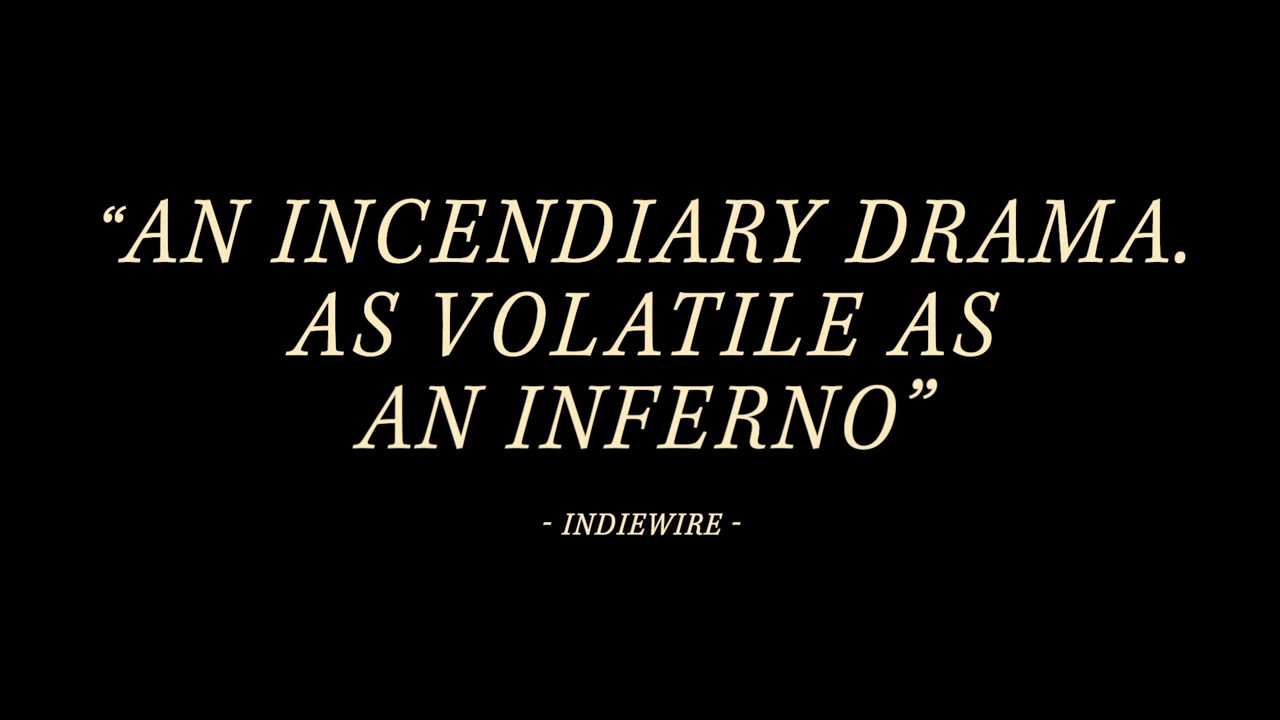 “AN INCENDIARY DRAMA.
AS VOLATILE AS
AN INFERNO”
- INDIEWIRE -